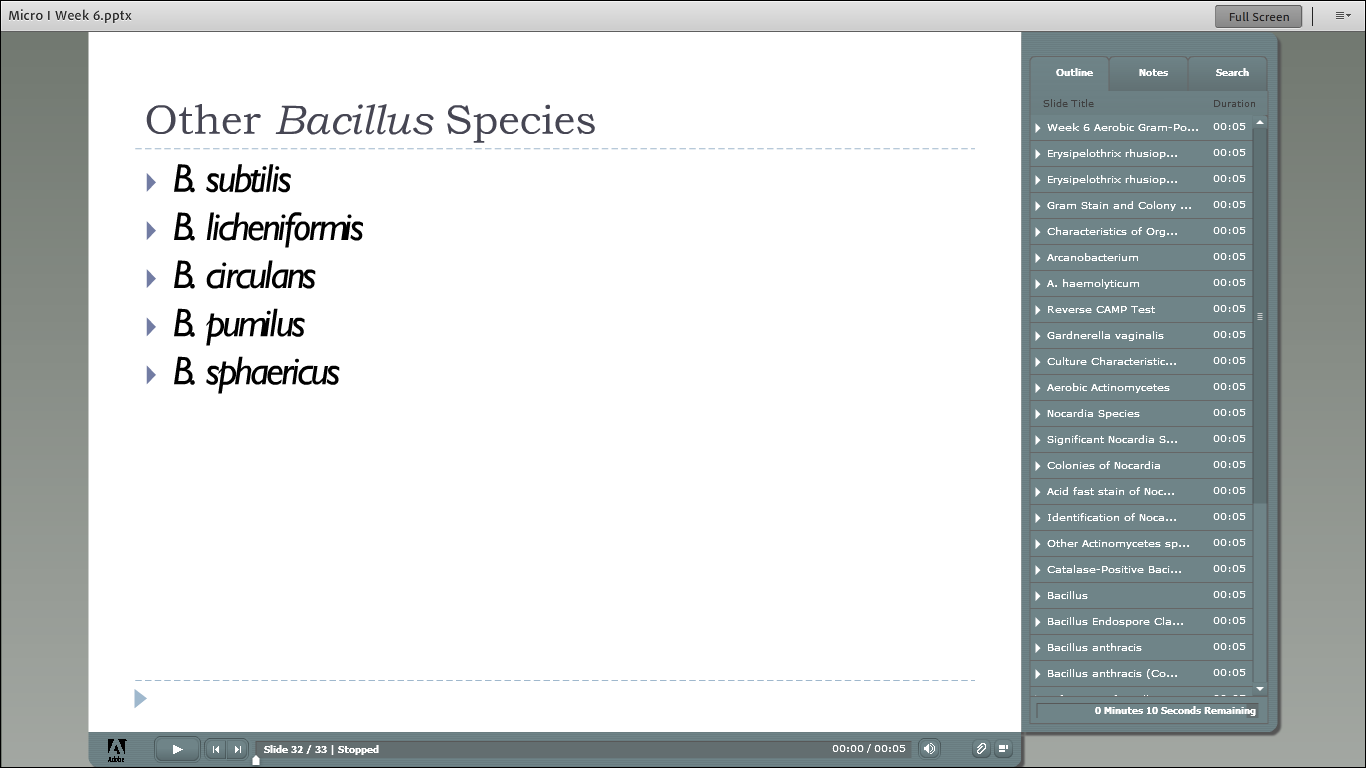 Micro I Week 6.pptx
Full Screen
Other Bacillus Species
B. subtilis
B. licheniformis
B. circulans
B. pumilus
B. sphaericus
Outline Notes Search
Slide Title Duration
Week 6 Aerobic Gram-Po... 00:05
Erysipelothrix rhusiop... 00:05
Erysipelothrix rhusiop... 00:05
Gram Stain and Colony ... 00:05
Characteristics of Org... 00:05
Arcanobacterium 00:05
A. haemolyticum 00:05
Reverse CAMP Test 00:05
Gardnerella vaginalis 00:05
Culture Characteristic... 00:05
Aerobic Actinomycetes 00:05
Nocardia Species 00:05
Significant Nocardia S... 00:05
Colonies of Nocardia 00:05
Acid fast stain of Noc... 00:05
Identification of Noca... 00:05
Other Actinomycetes sp... 00:05
Catalase-Positive Baci... 00:05
Bacillus 00:05
Bacillus Endospore Cla... 00:05
Bacillus anthracis 00:05
Bacillus anthracis (Co... 00:05
0 Minutes 10 Seconds Remaining
Adobe
Slide 32 / 33 | Stopped 00:00 / 00:05